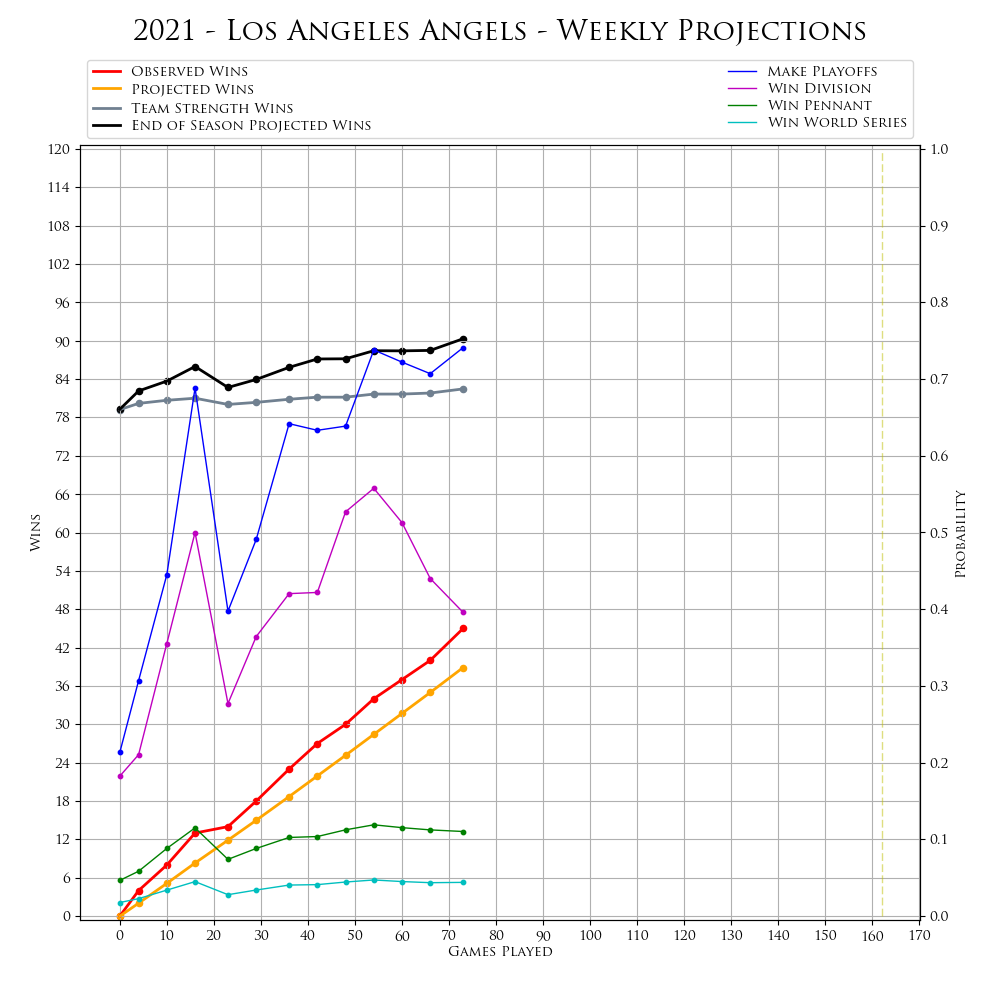 2021 - Los Angeles Angels - Weekly Projections
Observed Wins
Projected Wins
Team Strength Wins
End of Season Projected Wins
Make Playoffs
Win Division
Win Pennant
Win World Series
120
114
108
102
96
90
84
78
72
66
60
54
48
42
36
30
24
18
12
6
0
Wins
1.0
0.9
0.8
0.7
0.6
0.5
0.4
0.3
0.2
0.1
0.0
Probability
0 10 20 30 40 50 60 70 80 90 100 110 120 130 140 150 160 170
Games Played